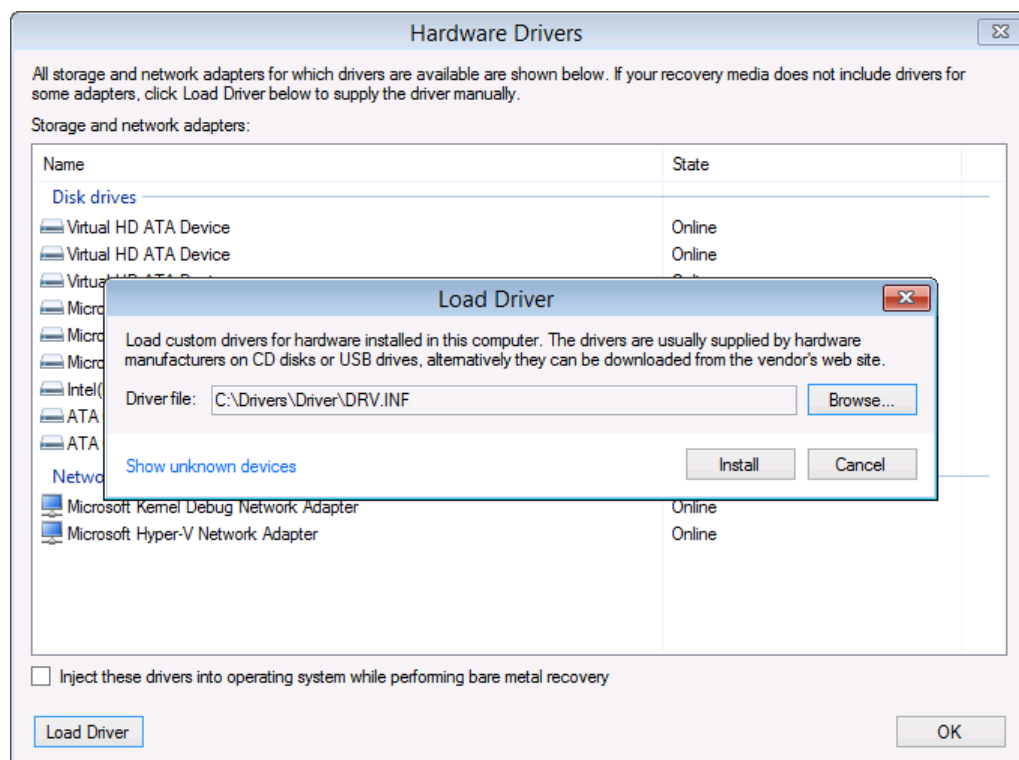 Hardware Drivers
All storage and network adapters for which drivers are available are shown below. If your recovery media does not include drivers for
some adapters, click Load Driver below to supply the driver manually.
Storage and network adapters:
Name State
Disk drives
Virtual HD ATA Device Online
Virtual HD ATA Device Online
Load Driver
Load custom drivers for hardware installed in this computer. The drivers are usually supplied by hardware
manufacturers on CD disks or USB drives, alternatively they can be downloaded from the vendor's web site.
Driver file: C:\Drivers\Driver\DRV.INF Browse...
Intel(
ATA
ATA
Show unknown devices Install Cancel
Microsoft Kernel Debug Network Adapter Online
Microsoft Hyper-V Network Adapter Online
Inject these drivers into operating system while performing bare metal recovery
Load Driver OK